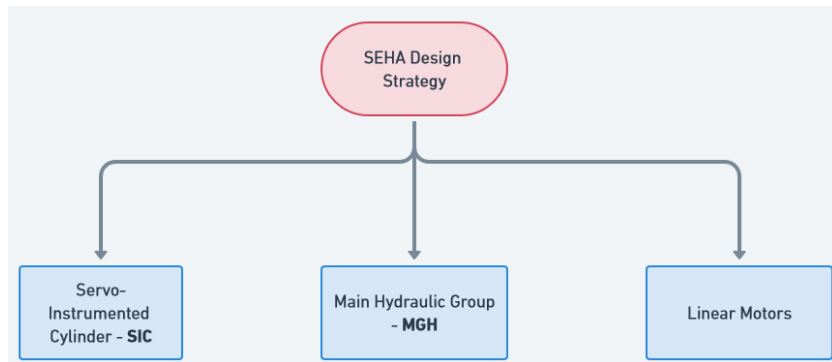 SEHA Design
Strategy
Servo-
Instrumented
Cylinder - SIC
Main Hydraulic Group
- MGH
Linear Motors